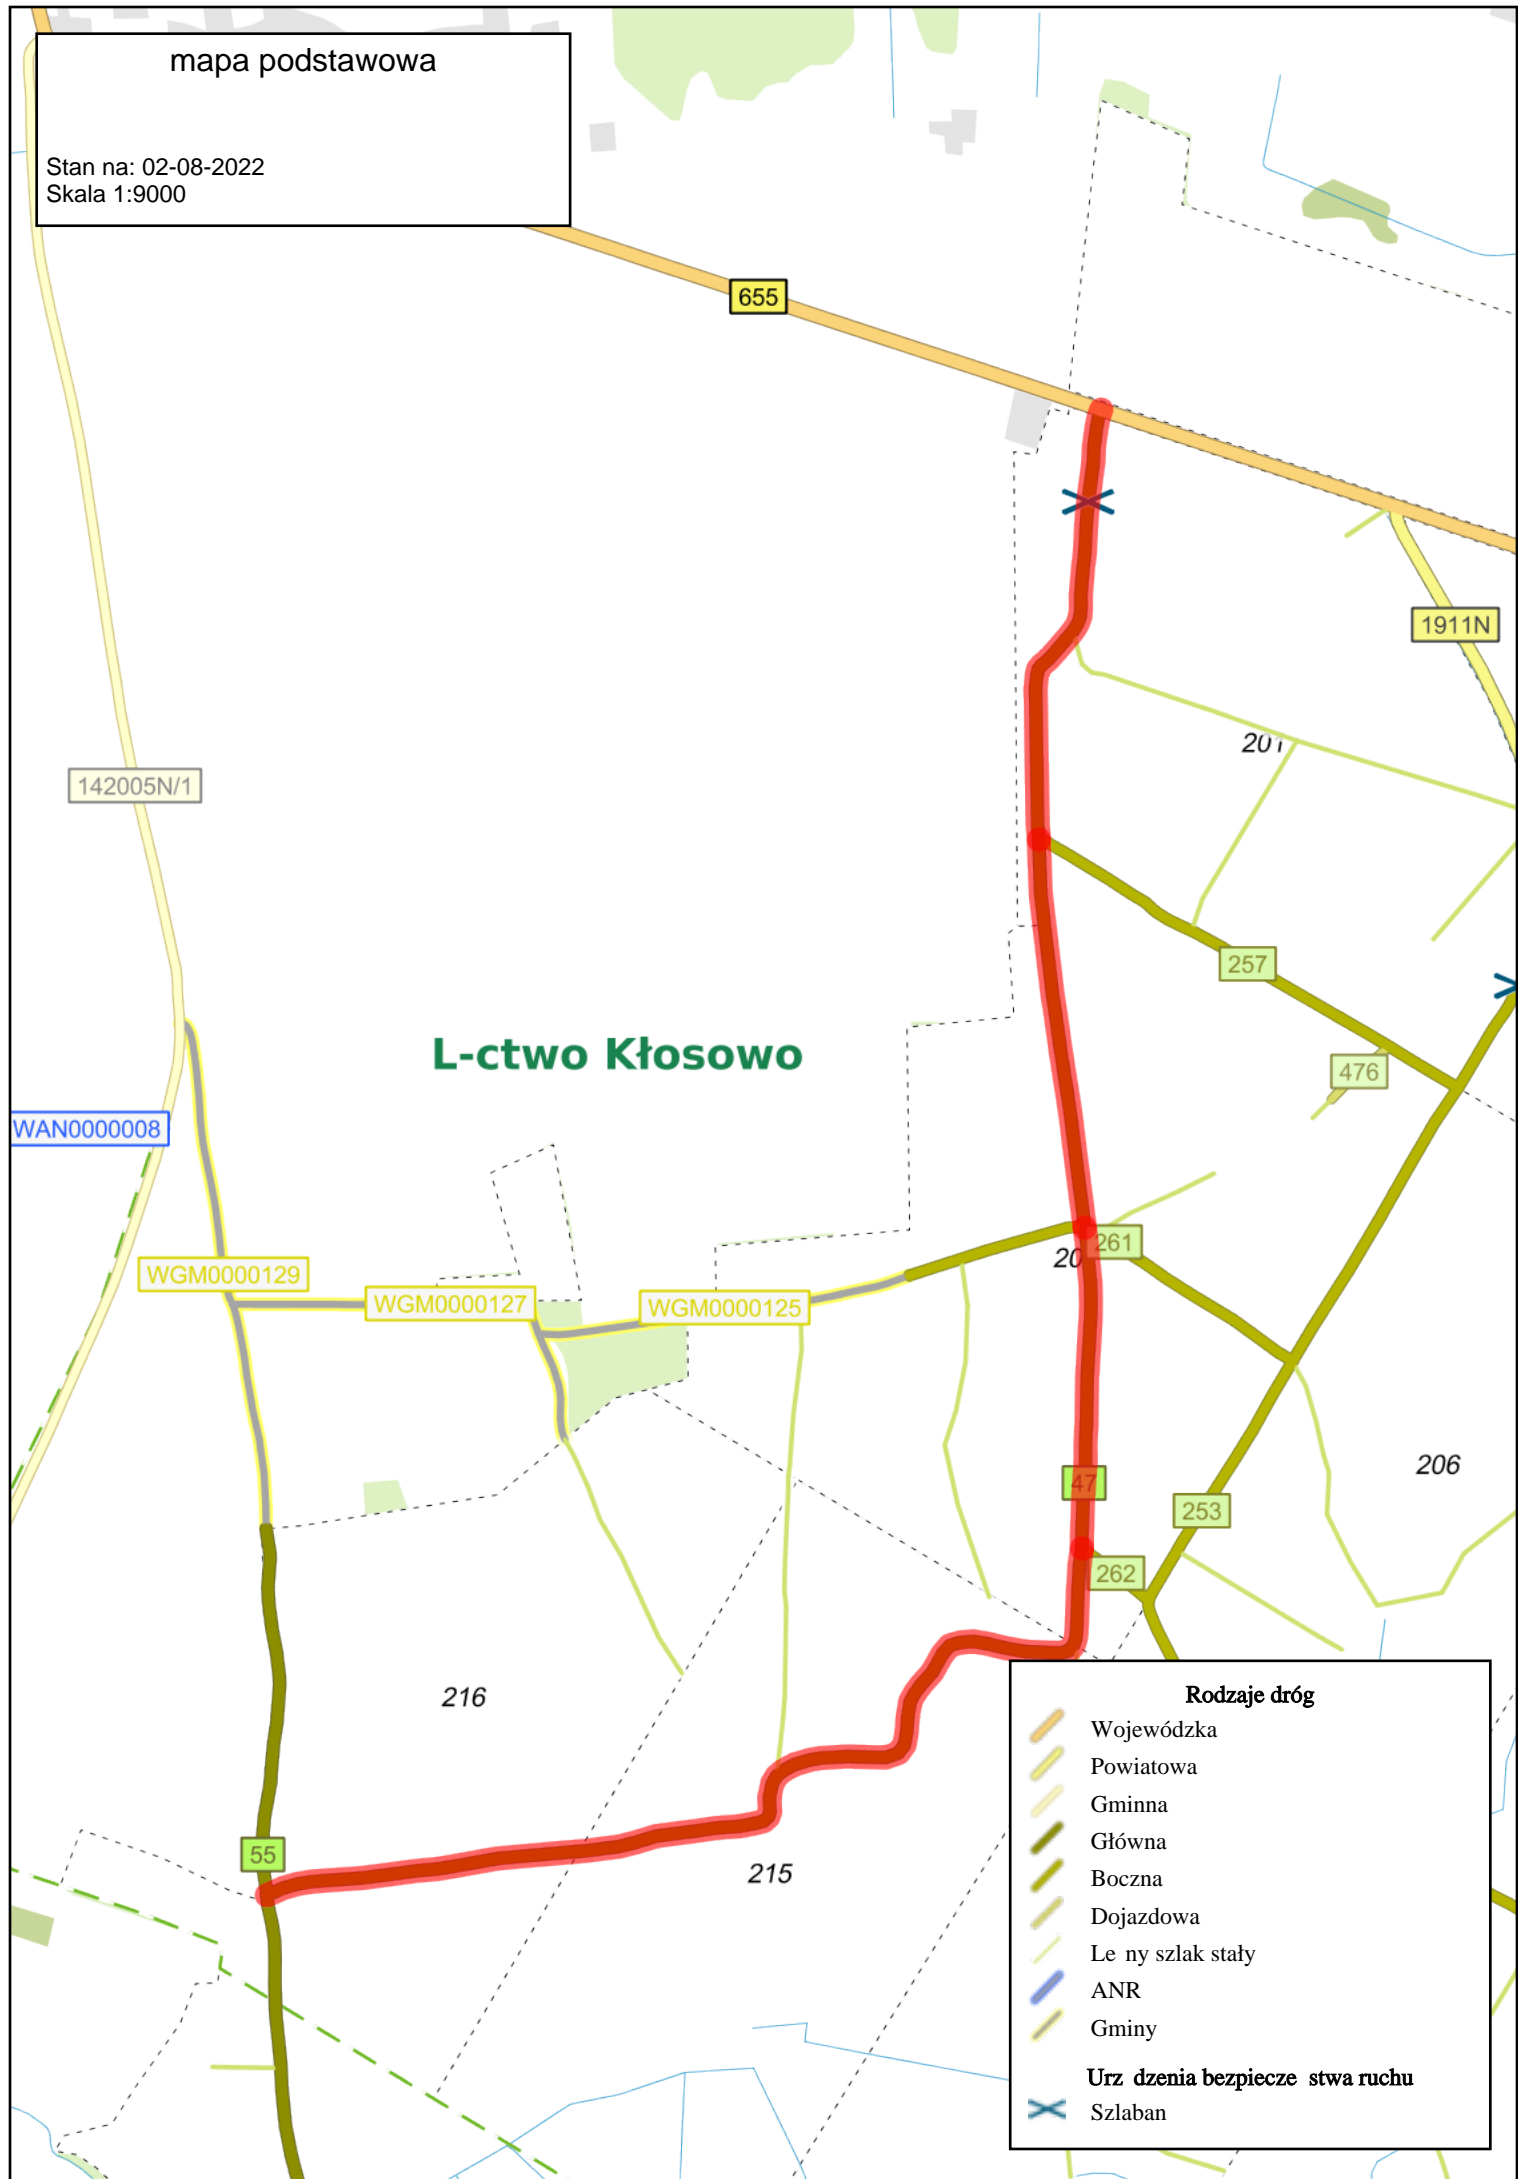 mapa podstawowa
Stan na: 02-08-2022
Skala 1:9000
655
1911N
201
142005N/1
257
L-ctwo Kłosowo
476
WAN0000008
261
20
WGM0000129
WGM0000127
WGM0000125
206
47
253
262
216
55
215
Rodzaje dróg
Wojewódzka
Powiatowa
Gminna
Główna
Boczna
Dojazdowa
Le ny szlak stały
ANR
Gminy
Urz dzenia bezpiecze stwa ruchu
Szlaban